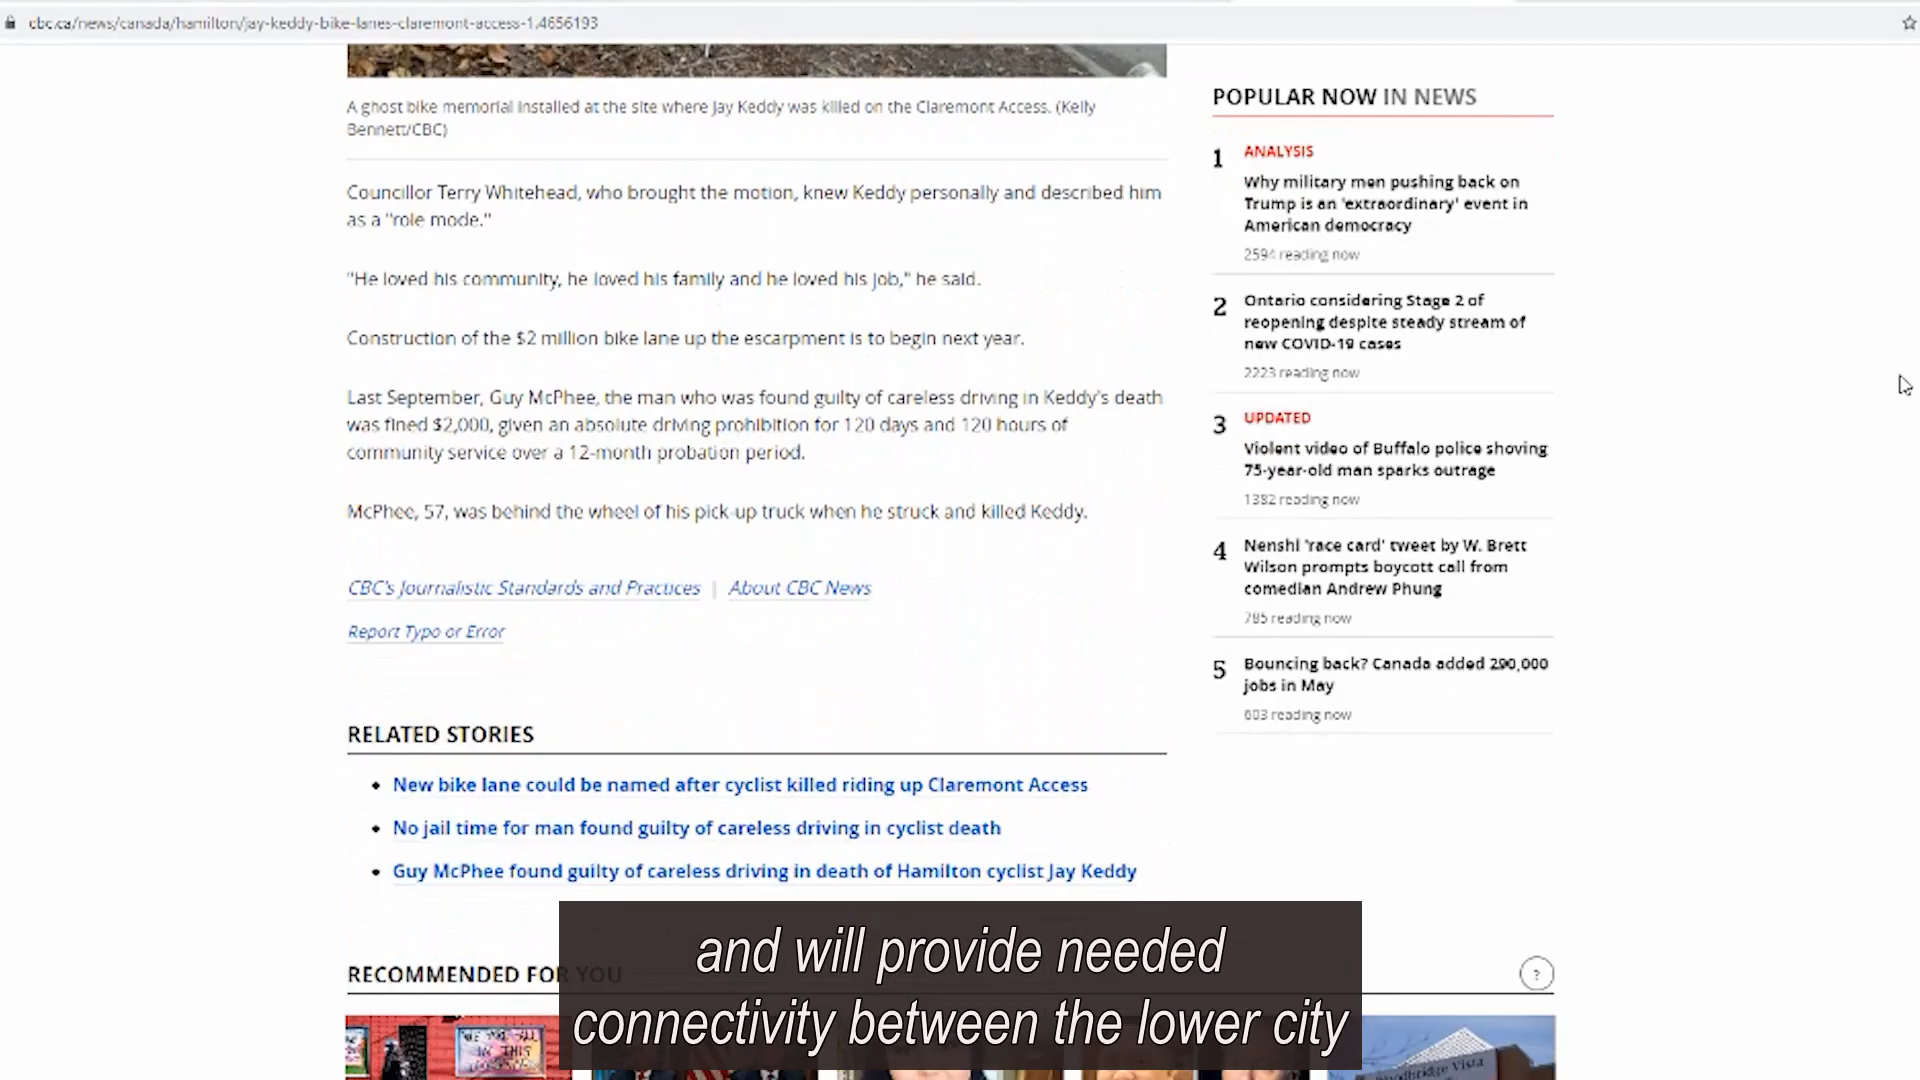 cbc.ca/news/canada/hamilton/jay-keddy-bike-lanes-claremont-access-1.4656193
A ghost bike memorial installed at the site where Jay Keddy was killed on the Claremont Access. (Kelly
Bennett/CBC)
Councillor Terry Whitehead, who brought the motion, knew Keddy personally and described him
as a "role mode."
"He loved his community, he loved his family and he loved his job," he said.
Construction of the $2 million bike lane up the escarpment is to begin next year.
Last September, Guy McPhee, the man who was found guilty of careless driving in Keddy's death
was fined $2,000, given an absolute driving prohibition for 120 days and 120 hours of
community service over a 12-month probation period.
McPhee, 57, was behind the wheel of his pick-up truck when he struck and killed Keddy.
CBC's Journalistic Standards and Practices | About CBC News
Report Typo or Error
RELATED STORIES
New bike lane could be named after cyclist killed riding up Claremont Access
No jail time for man found guilty of careless driving in cyclist death
Guy McPhee found guilty of careless driving in death of Hamilton cyclist Jay Keddy
RECOMMENDED FOR YOU
?
POPULAR NOW IN NEWS
1
ANALYSIS
Why military men pushing back on
Trump is an 'extraordinary' event in
American democracy
2594 reading now
2
Ontario considering Stage 2 of
reopening despite steady stream of
new COVID-19 cases
2223 reading now
3
UPDATED
Violent video of Buffalo police shoving
75-year-old man sparks outrage
1382 reading now
4
Nenshi 'race card' tweet by W. Brett
Wilson prompts boycott call from
comedian Andrew Phung
785 reading now
5
Bouncing back? Canada added 290,000
jobs in May
603 reading now
and will provide needed
connectivity between the lower city
IN THIS
Woodbridge Vista